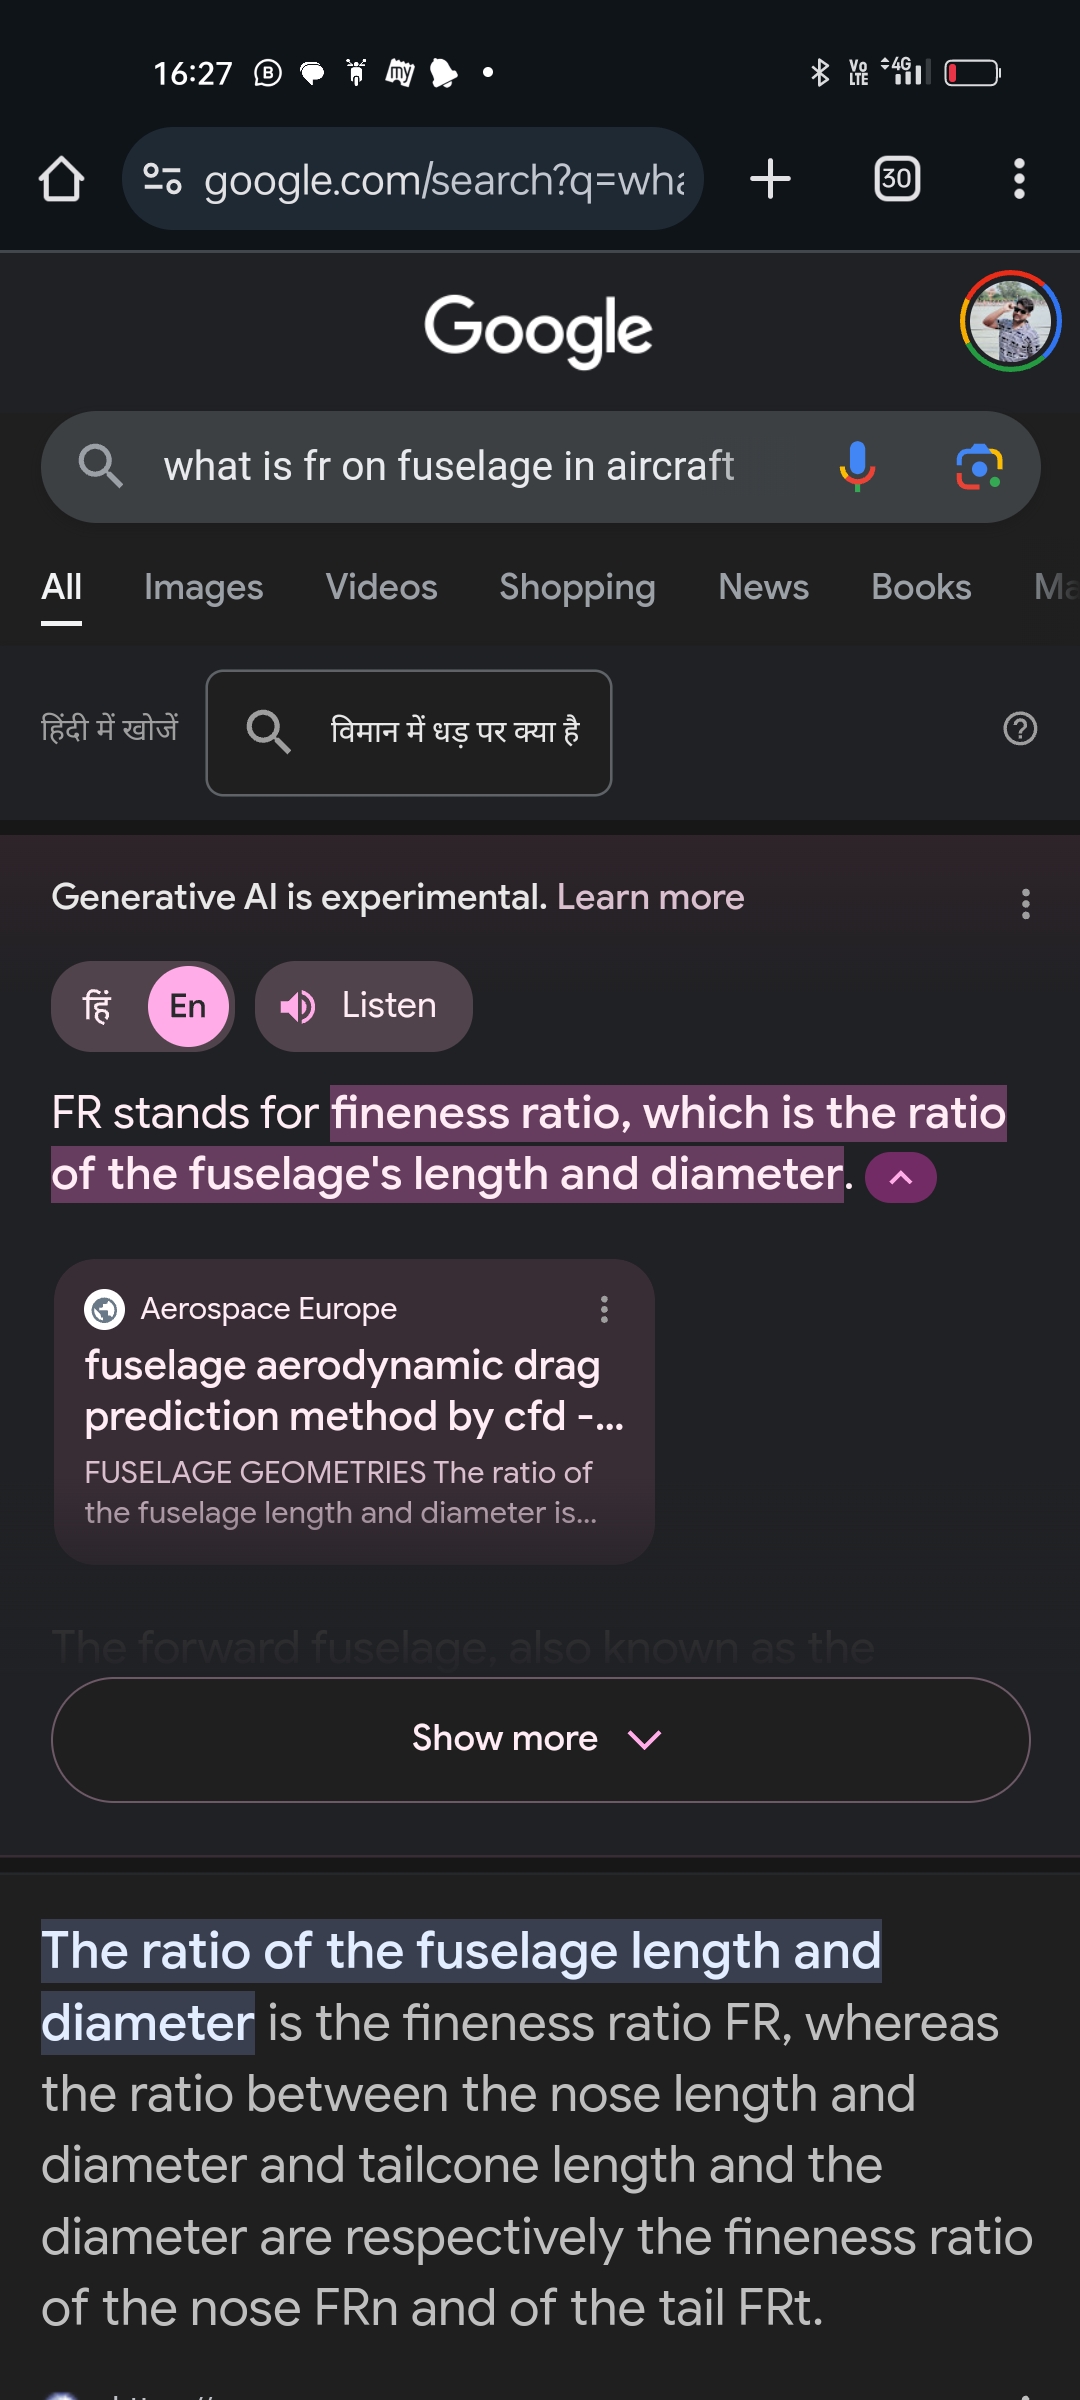 16:27
Vo LTE 4G
google.com/search?q=wha
30
Google
what is fr on fuselage in aircraft
All Images Videos Shopping News Books Ma
हिंदी में खोजें विमान में धड़ पर क्या है
Generative AI is experimental. Learn more
हिं En Listen
FR stands for fineness ratio, which is the ratio
of the fuselage's length and diameter.
Aerospace Europe
fuselage aerodynamic drag
prediction method by cfd -...
FUSELAGE GEOMETRIES The ratio of
the fuselage length and diameter is...
The forward fuselage, also known as the
Show more
The ratio of the fuselage length and
diameter is the fineness ratio FR, whereas
the ratio between the nose length and
diameter and tailcone length and the
diameter are respectively the fineness ratio
of the nose FRn and of the tail FRt.